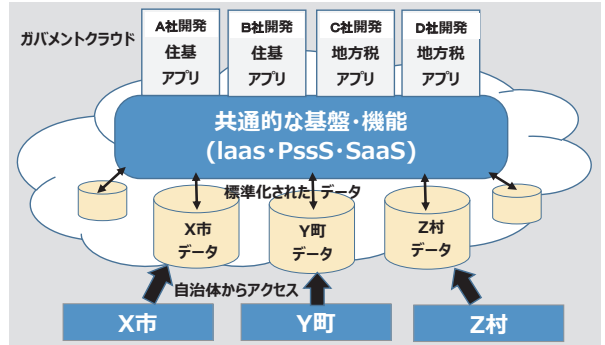 ガバメントクラウド
A社開発
住基
アプリ
B社開発
住基
アプリ
C社開発
地方税
アプリ
D社開発
地方税
アプリ
共通的な基盤・機能
(Iaas・PssS・SaaS)
標準化されたデータ
X市
データ
Y町
データ
Z村
データ
自治体からアクセス
X市
Y町
Z村